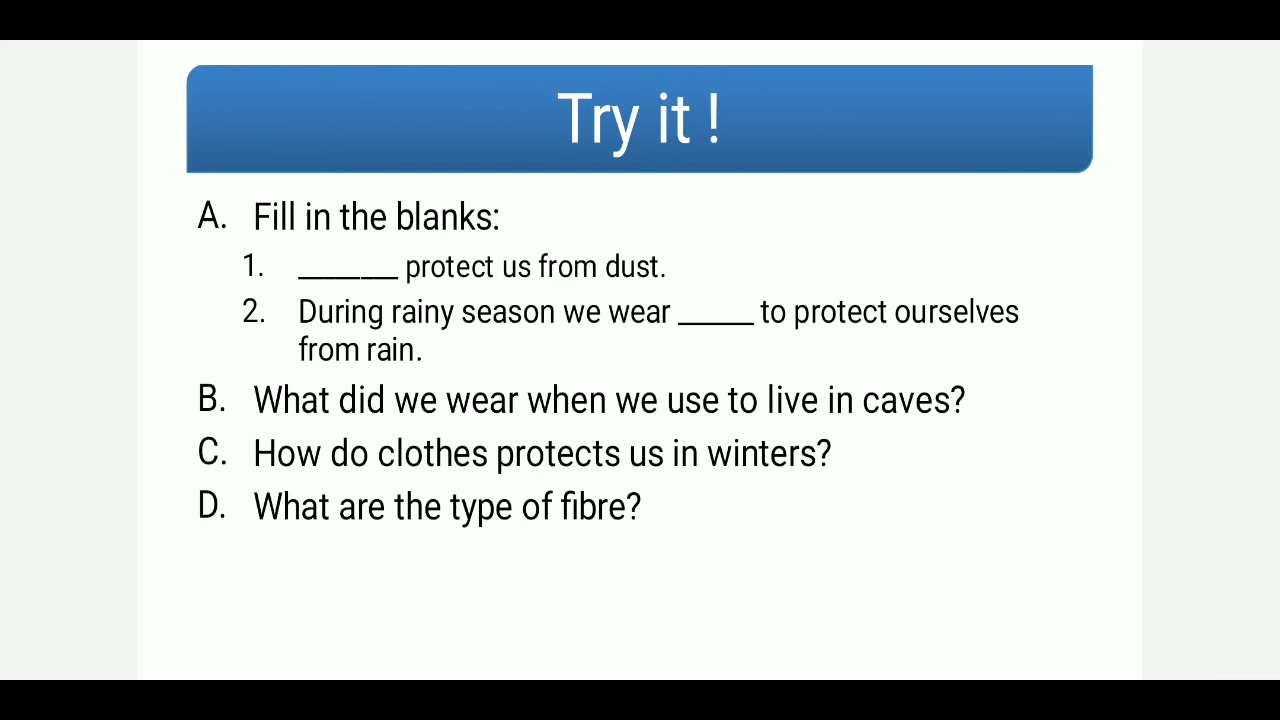 Try it !
A. Fill in the blanks:
1. ________ protect us from dust.
2. During rainy season we wear ______ to protect ourselves
from rain.
B. What did we wear when we use to live in caves?
C. How do clothes protects us in winters?
D. What are the type of fibre?